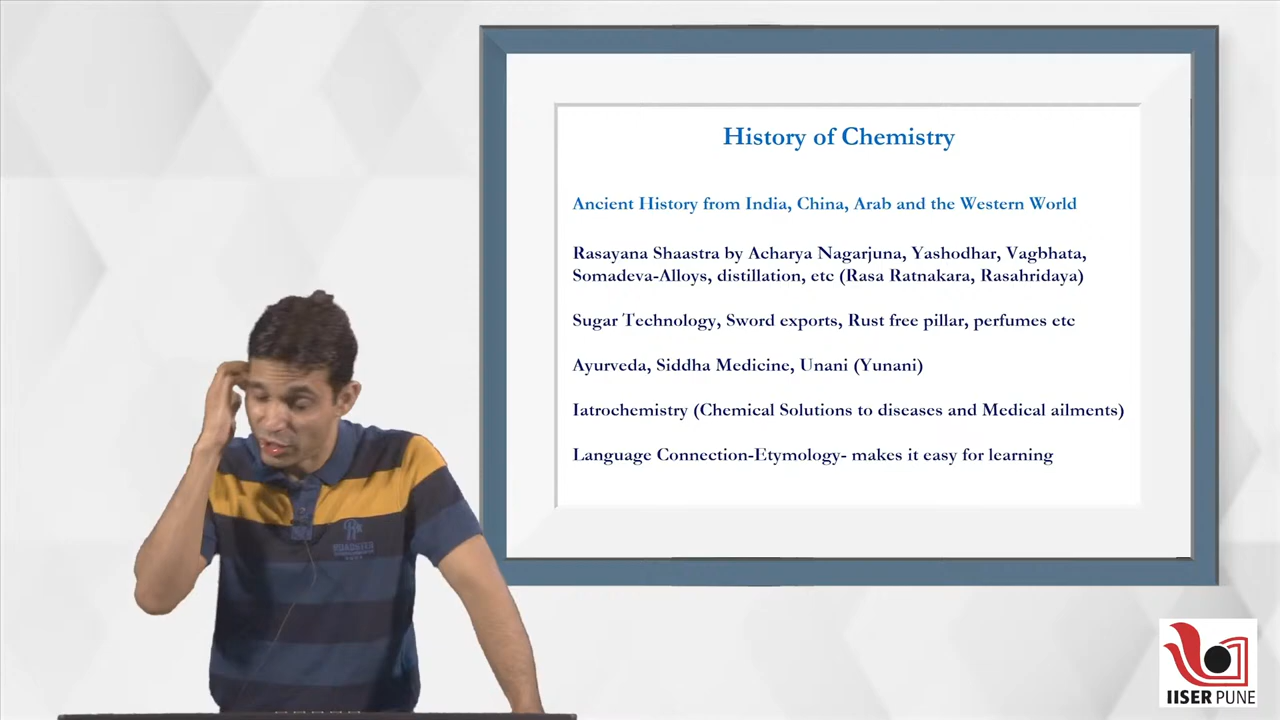 History of Chemistry
Ancient History from India, China, Arab and the Western World
Rasayana Shaastra by Acharya Nagarjuna, Yashodhar, Vagbhata,
Somadeva-Alloys, distillation, etc (Rasa Ratnakara, Rasahridaya)
Sugar Technology, Sword exports, Rust free pillar, perfumes etc
Ayurveda, Siddha Medicine, Unani (Yunani)
Iatrochemistry (Chemical Solutions to diseases and Medical ailments)
Language Connection-Etymology- makes it easy for learning
IISER PUNE